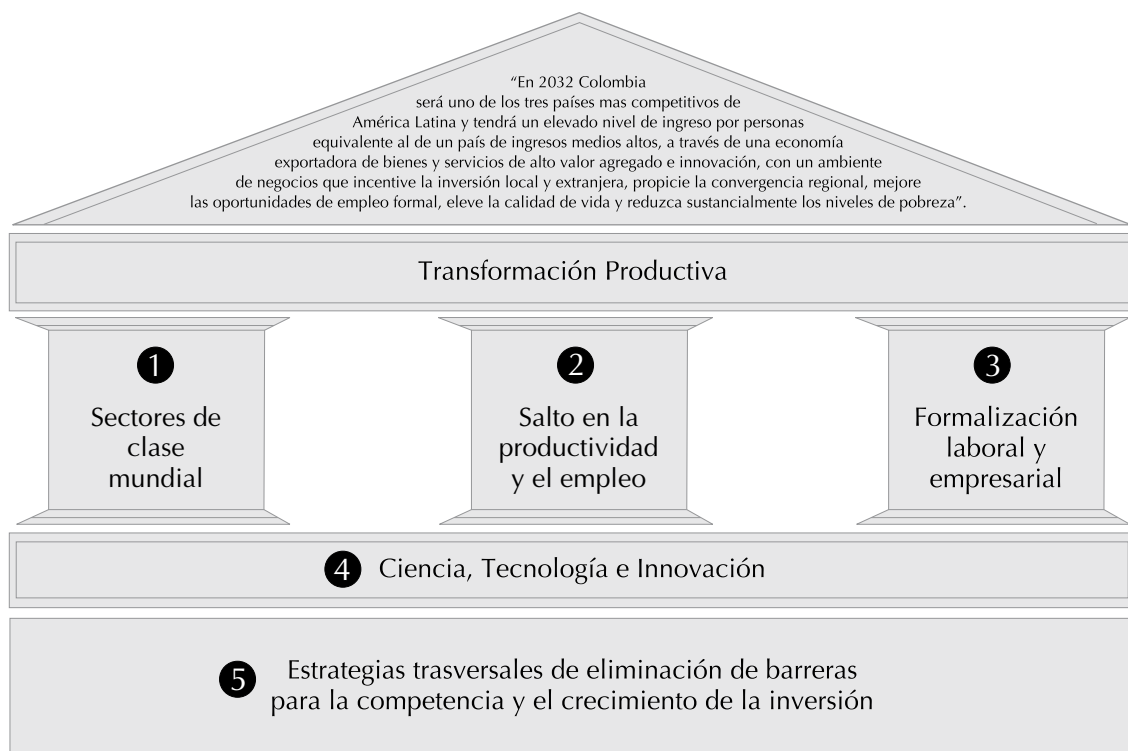 “En 2032 Colombia
será uno de los tres países mas competitivos de
América Latina y tendrá un elevado nivel de ingreso por personas
equivalente al de un país de ingresos medios altos, a través de una economía
exportadora de bienes y servicios de alto valor agregado e innovación, con un ambiente
de negocios que incentive la inversión local y extranjera, propicie la convergencia regional, mejore
las oportunidades de empleo formal, eleve la calidad de vida y reduzca sustancialmente los niveles de pobreza”.
Transformación Productiva
1
Sectores de
clase
mundial
2
Salto en la
productividad
y el empleo
3
Formalización
laboral y
empresarial
4 Ciencia, Tecnología e Innovación
5 Estrategias trasversales de eliminación de barreras
para la competencia y el crecimiento de la inversión